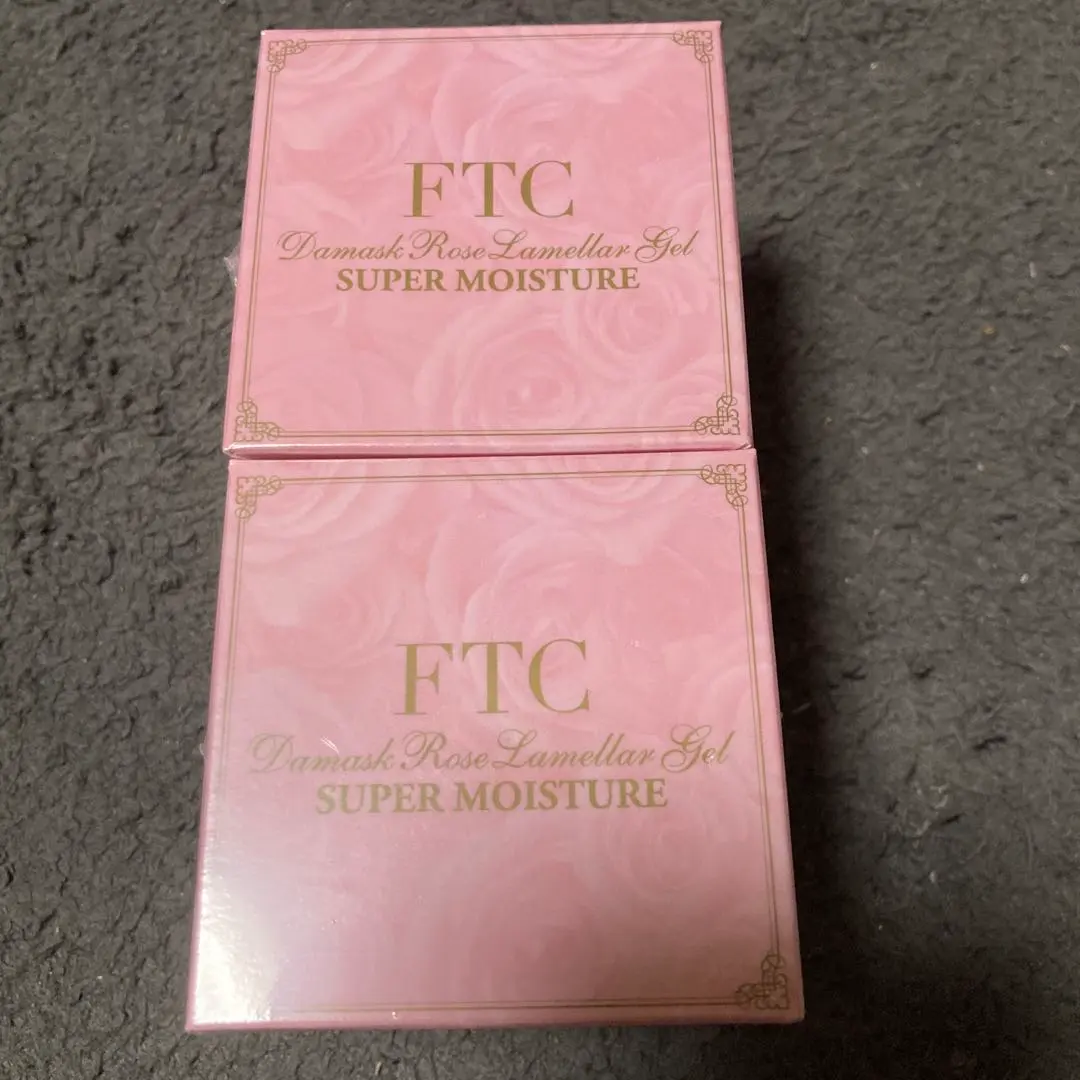 FTC
Damask Rose Lamellar Gel
SUPER MOISTURE
FTC
Damask Rose Lamellar Gel
SUPER MOISTURE